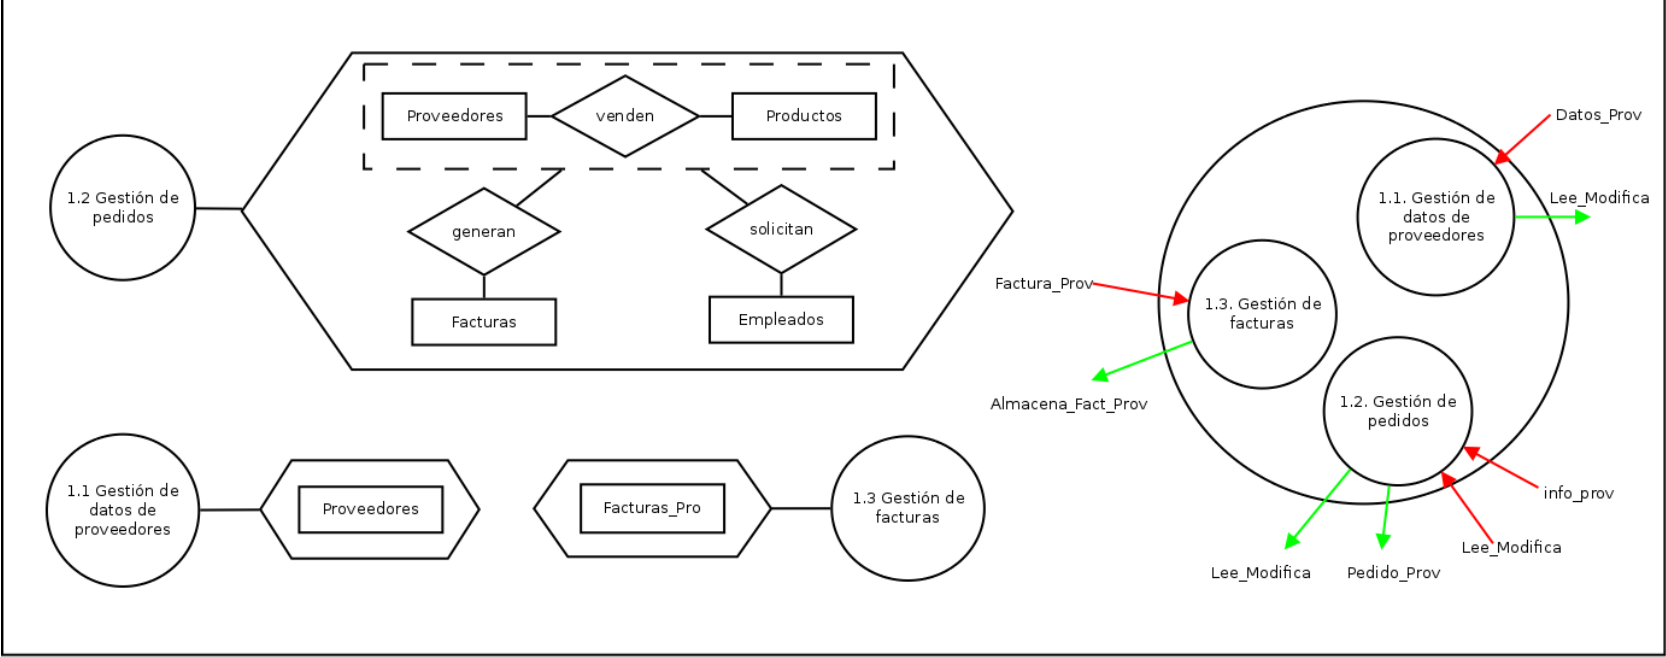 1.2 Gestión de
pedidos
Proveedores
venden
Productos
generan
solicitan
Facturas
Empleados
1.1 Gestión de
datos de
proveedores
Proveedores
Facturas_Pro
1.3 Gestión de
facturas
Datos_Prov
1.1. Gestión de
datos de
proveedores
Lee_Modifica
Factura_Prov
1.3. Gestión de
facturas
Almacena_Fact_Prov
1.2. Gestión de
pedidos
info_prov
Lee_Modifica
Lee_Modifica
Pedido_Prov